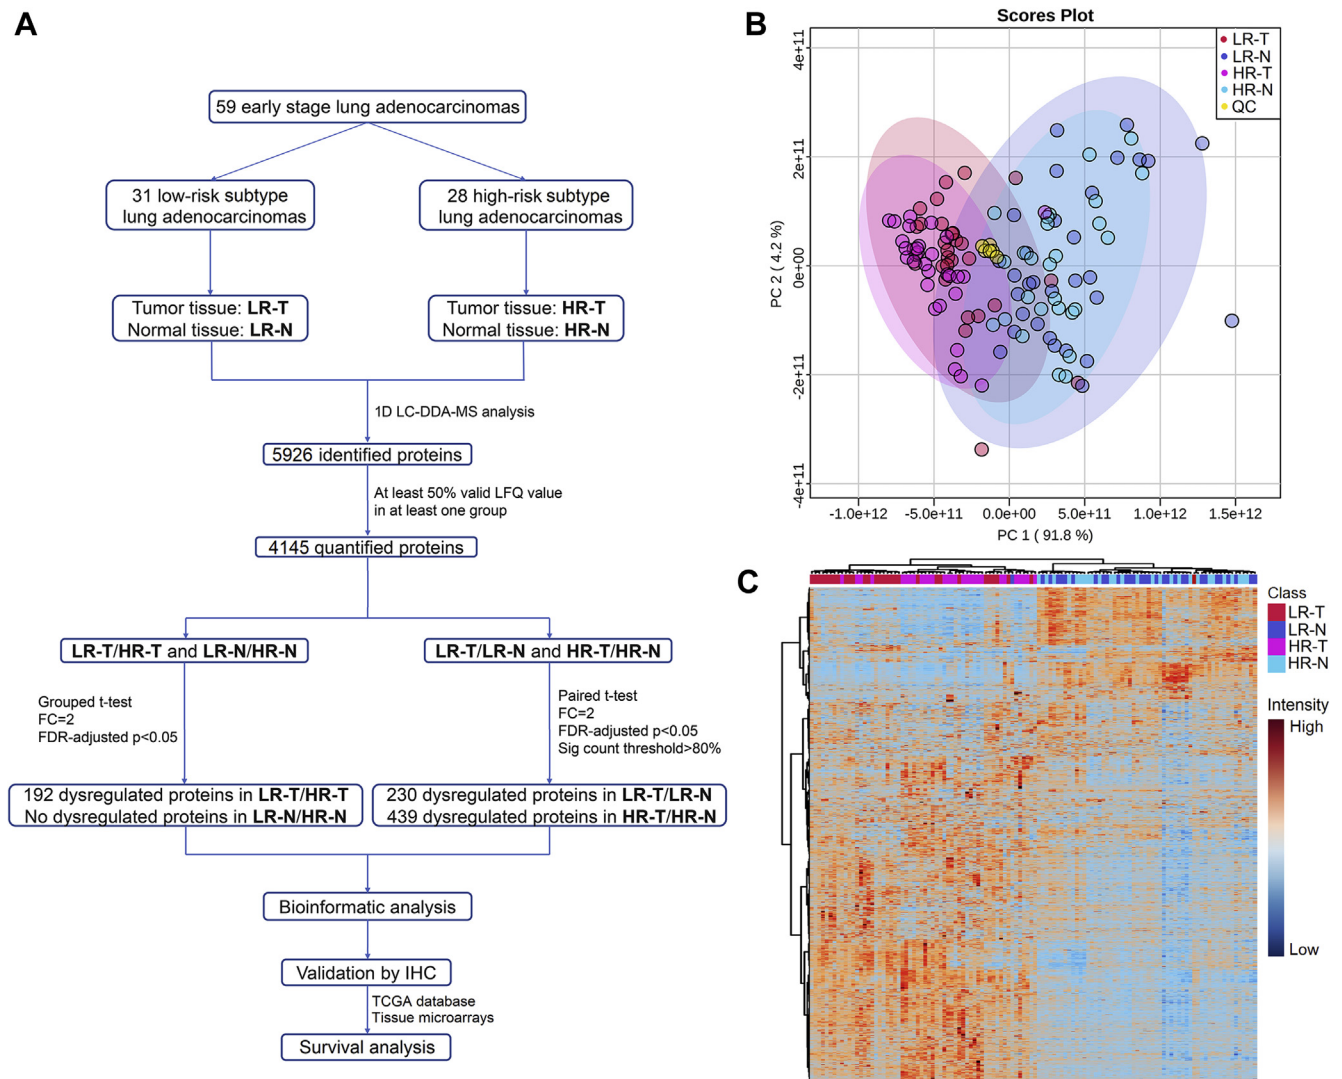 A
59 early stage lung adenocarcinomas
31 low-risk subtype
lung adenocarcinomas
28 high-risk subtype
lung adenocarcinomas
Tumor tissue: LR-T
Normal tissue: LR-N
Tumor tissue: HR-T
Normal tissue: HR-N
1D LC-DDA-MS analysis
5926 identified proteins
At least 50% valid LFQ value
in at least one group
4145 quantified proteins
LR-T/HR-T and LR-N/HR-N
LR-T/LR-N and HR-T/HR-N
Grouped t-test
FC=2
FDR-adjusted p<0.05
Paired t-test
FC=2
FDR-adjusted p<0.05
Sig count threshold>80%
192 dysregulated proteins in LR-T/HR-T
No dysregulated proteins in LR-N/HR-N
230 dysregulated proteins in LR-T/LR-N
439 dysregulated proteins in HR-T/HR-N
Bioinformatic analysis
Validation by IHC
TCGA database
Tissue microarrays
Survival analysis
B
Scores Plot
LR-T
LR-N
HR-T
HR-N
QC
PC 2 ( 4.2 %)
4e+11
2e+11
0e+00
-2e+11
-4e+11
-1.0e+12
-5.0e+11
0.0e+00
5.0e+11
1.0e+12
1.5e+12
PC 1 ( 91.8 %)
C
Class
LR-T
LR-N
HR-T
HR-N
Intensity
High
Low